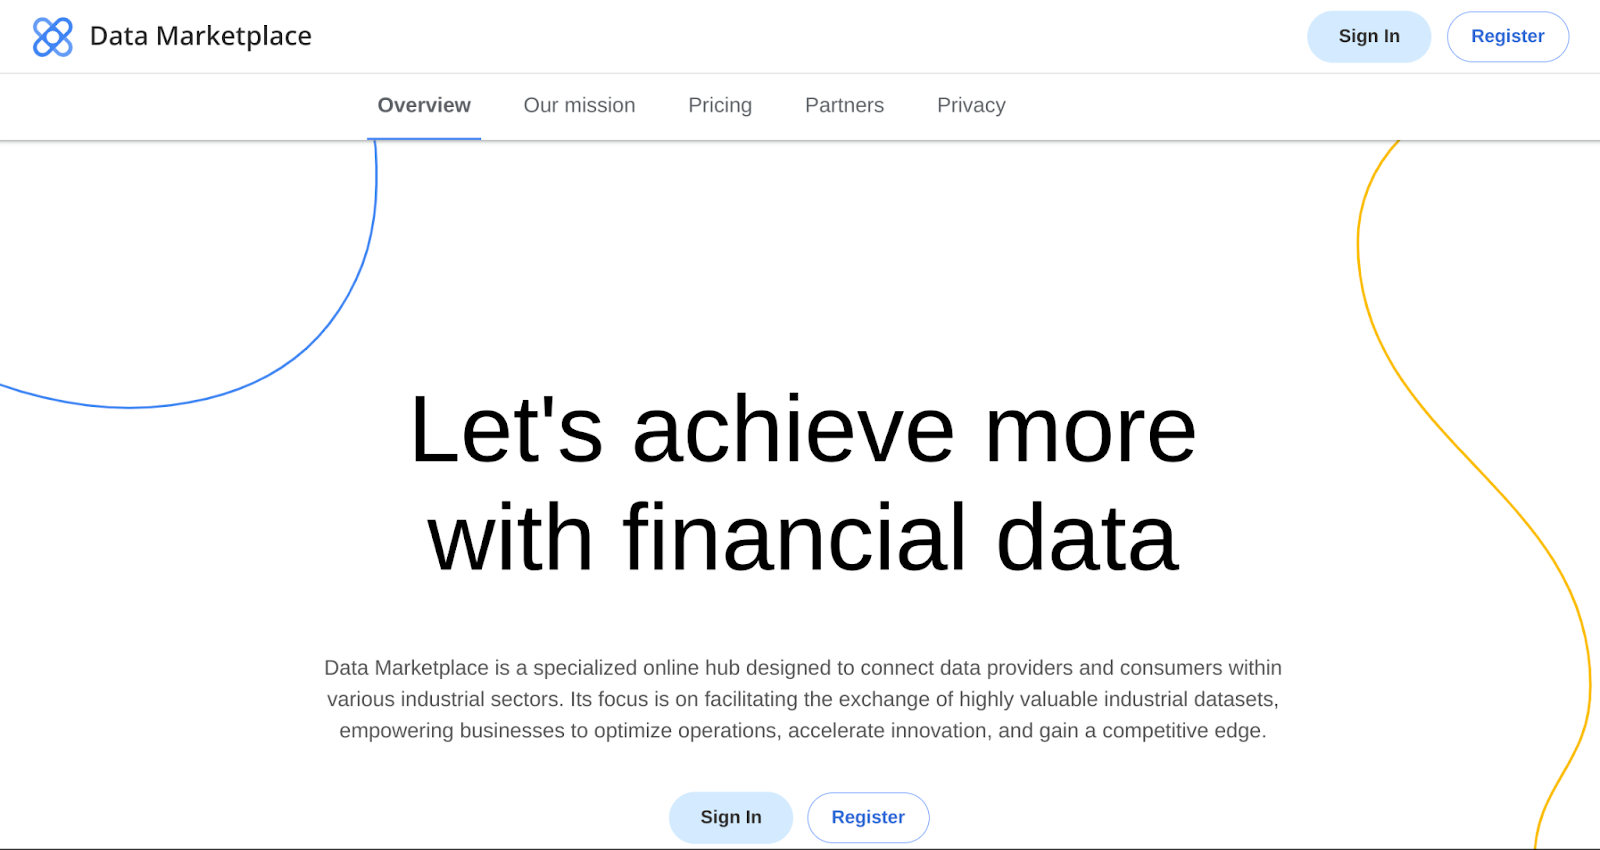 Data Marketplace
Sign In
Register
Overview
Our mission
Pricing
Partners
Privacy
Let's achieve more
with financial data
Data Marketplace is a specialized online hub designed to connect data providers and consumers within
various industrial sectors. Its focus is on facilitating the exchange of highly valuable industrial datasets,
empowering businesses to optimize operations, accelerate innovation, and gain a competitive edge.
Sign In
Register